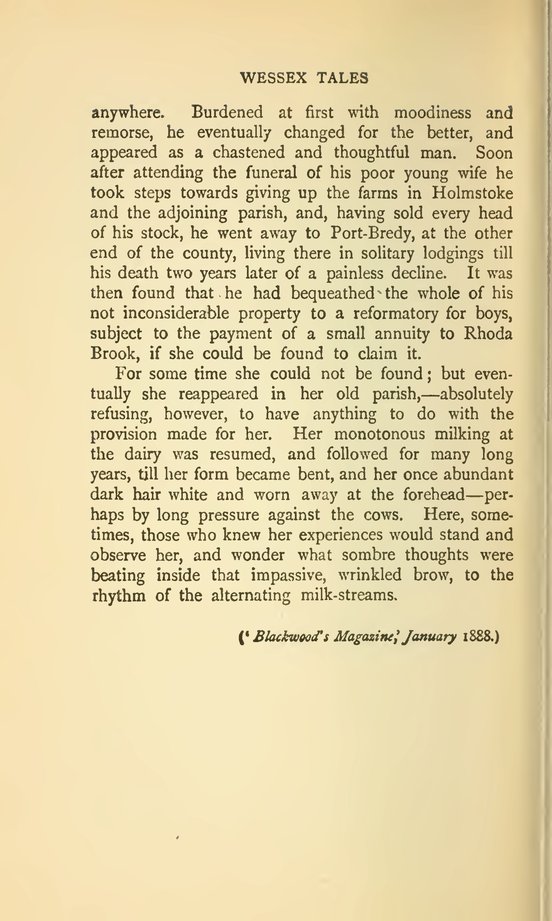 WESSEX TALES
anywhere. Burdened at first with moodiness and
remorse, he eventually changed for the better, and
appeared as a chastened and thoughtful man. Soon
after attending the funeral of his poor young wife he
took steps towards giving up the farms in Holmstoke
and the adjoining parish, and, having sold every head
of his stock, he went away to Port-Bredy, at the other
end of the county, living there in solitary lodgings till
his death two years later of a painless decline. It was
then found that he had bequeathed the whole of his
not inconsiderable property to a reformatory for boys,
subject to the payment of a small annuity to Rhoda
Brook, if she could be found to claim it.
For some time she could not be found; but even-
tually she reappeared in her old parish,—absolutely
refusing, however, to have anything to do with the
provision made for her. Her monotonous milking at
the dairy was resumed, and followed for many long
years, till her form became bent, and her once abundant
dark hair white and worn away at the forehead—per-
haps by long pressure against the cows. Here, some-
times, those who knew her experiences would stand and
observe her, and wonder what sombre thoughts were
beating inside that impassive, wrinkled brow, to the
rhythm of the alternating milk-streams.
(‘Blackwood's Magazine,’ January 1888.)